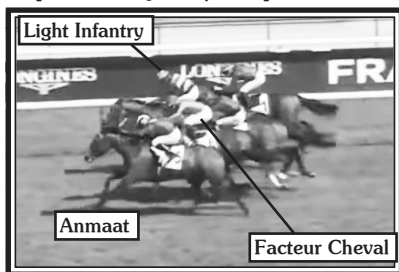 Light Infantry
LONGINES
LONGINES
FRA
Anmaat
Facteur Cheval